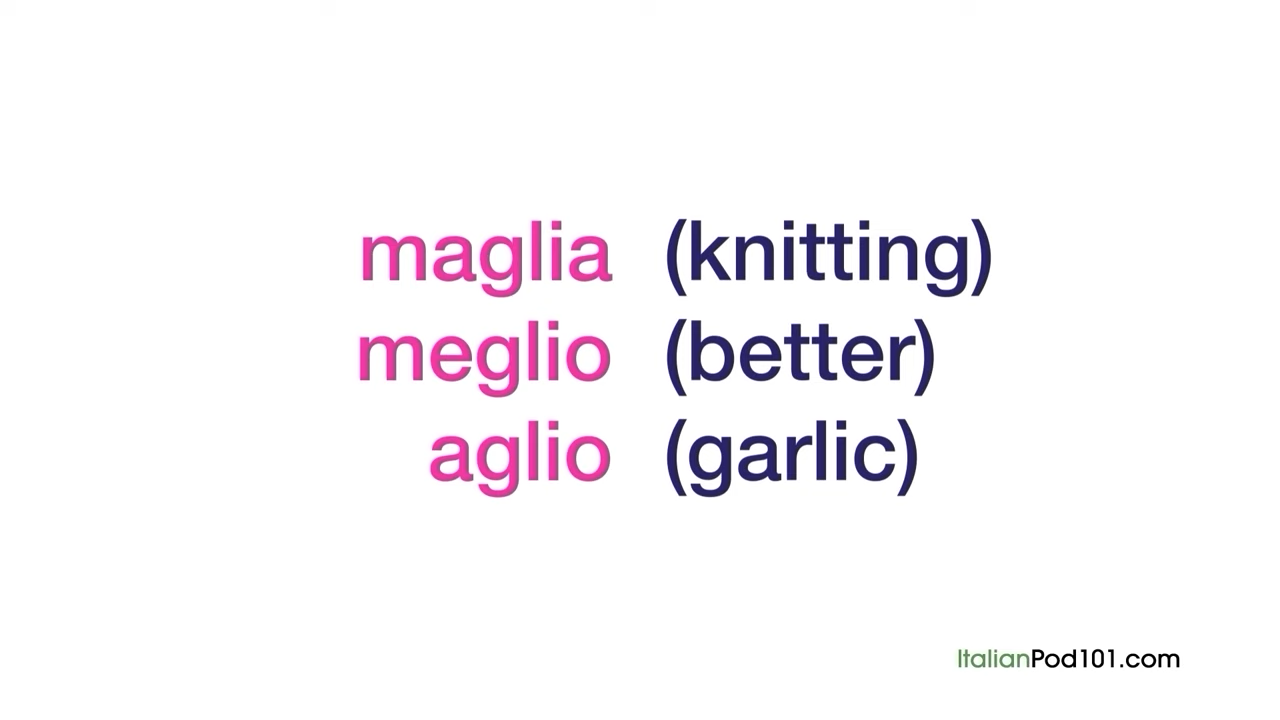 maglia (knitting)
meglio (better)
aglio (garlic)
ItalianPod101.com